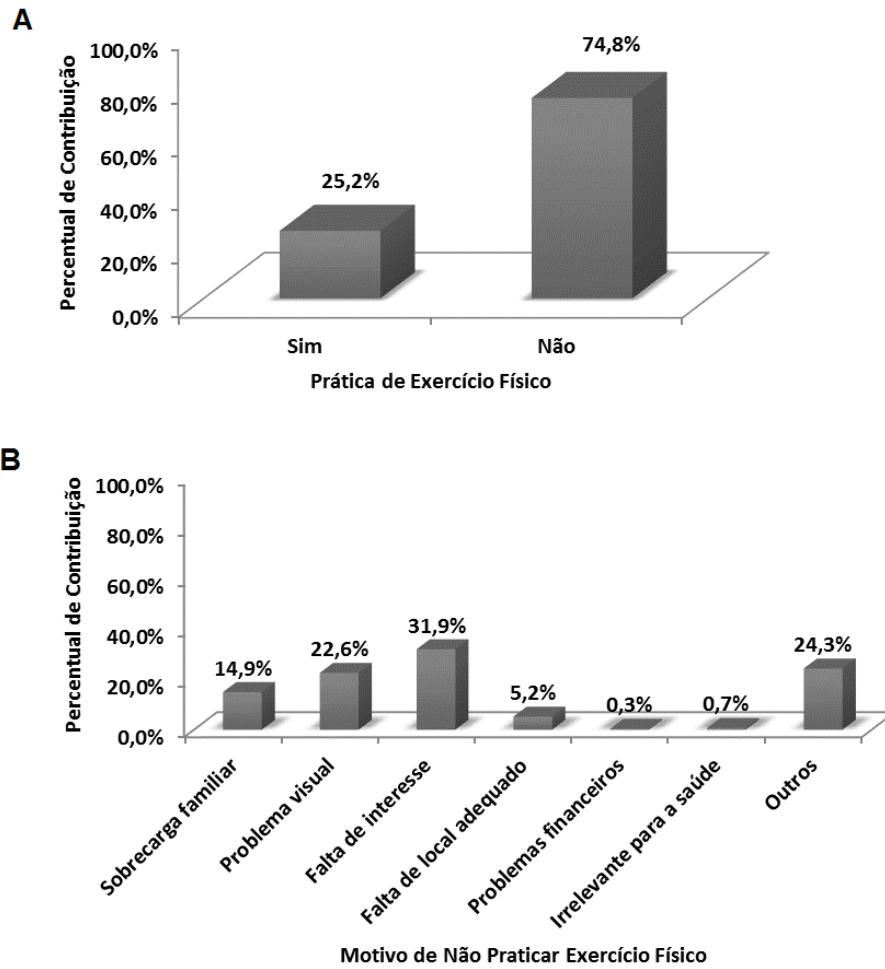 A
Percentual de Contribuição
100,0%
80,0%
60,0%
40,0%
20,0%
0,0%
25,2%
74,8%
Sim
Não
Prática de Exercício Físico
B
Percentual de Contribuição
100,0%
80,0%
60,0%
40,0%
20,0%
0,0%
14,9%
22,6%
31,9%
5,2%
0,3%
0,7%
24,3%
Sobrecarga familiar
Problema visual
Falta de interesse
Falta de local adequado
Problemas financeiros
Irrelevante para a saúde
Outros
Motivo de Não Praticar Exercício Físico